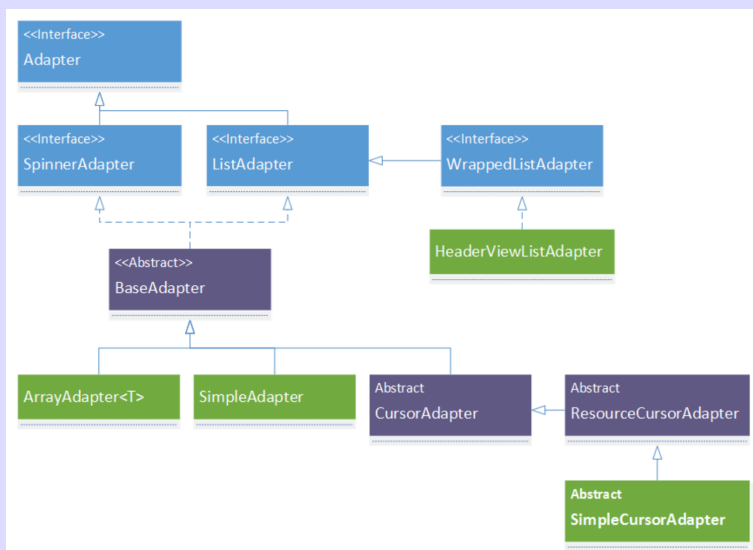 <<Interface>>
Adapter
<<Interface>>
SpinnerAdapter
<<Interface>>
ListAdapter
<<Interface>>
WrappedListAdapter
HeaderViewListAdapter
<<Abstract>>
BaseAdapter
ArrayAdapter<T>
SimpleAdapter
Abstract
CursorAdapter
Abstract
ResourceCursorAdapter
Abstract
SimpleCursorAdapter